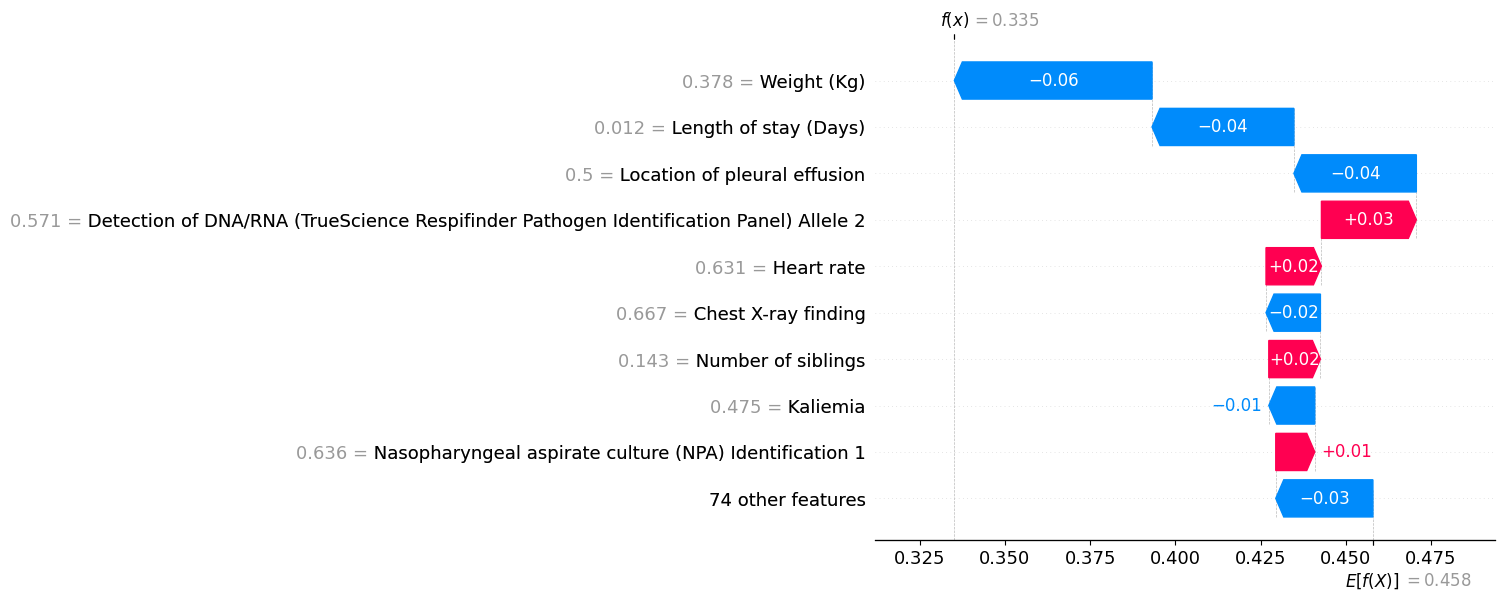 f(x) = 0.335
0.378 = Weight (Kg) −0.06
0.012 = Length of stay (Days) −0.04
0.5 = Location of pleural effusion −0.04
0.571 = Detection of DNA/RNA (TrueScience Respifinder Pathogen Identification Panel) Allele 2 +0.03
0.631 = Heart rate +0.02
0.667 = Chest X-ray finding −0.02
0.143 = Number of siblings +0.02
0.475 = Kaliemia −0.01
0.636 = Nasopharyngeal aspirate culture (NPA) Identification 1 +0.01
74 other features −0.03
0.325 0.350 0.375 0.400 0.425 0.450 0.475
E[f(X)] = 0.458